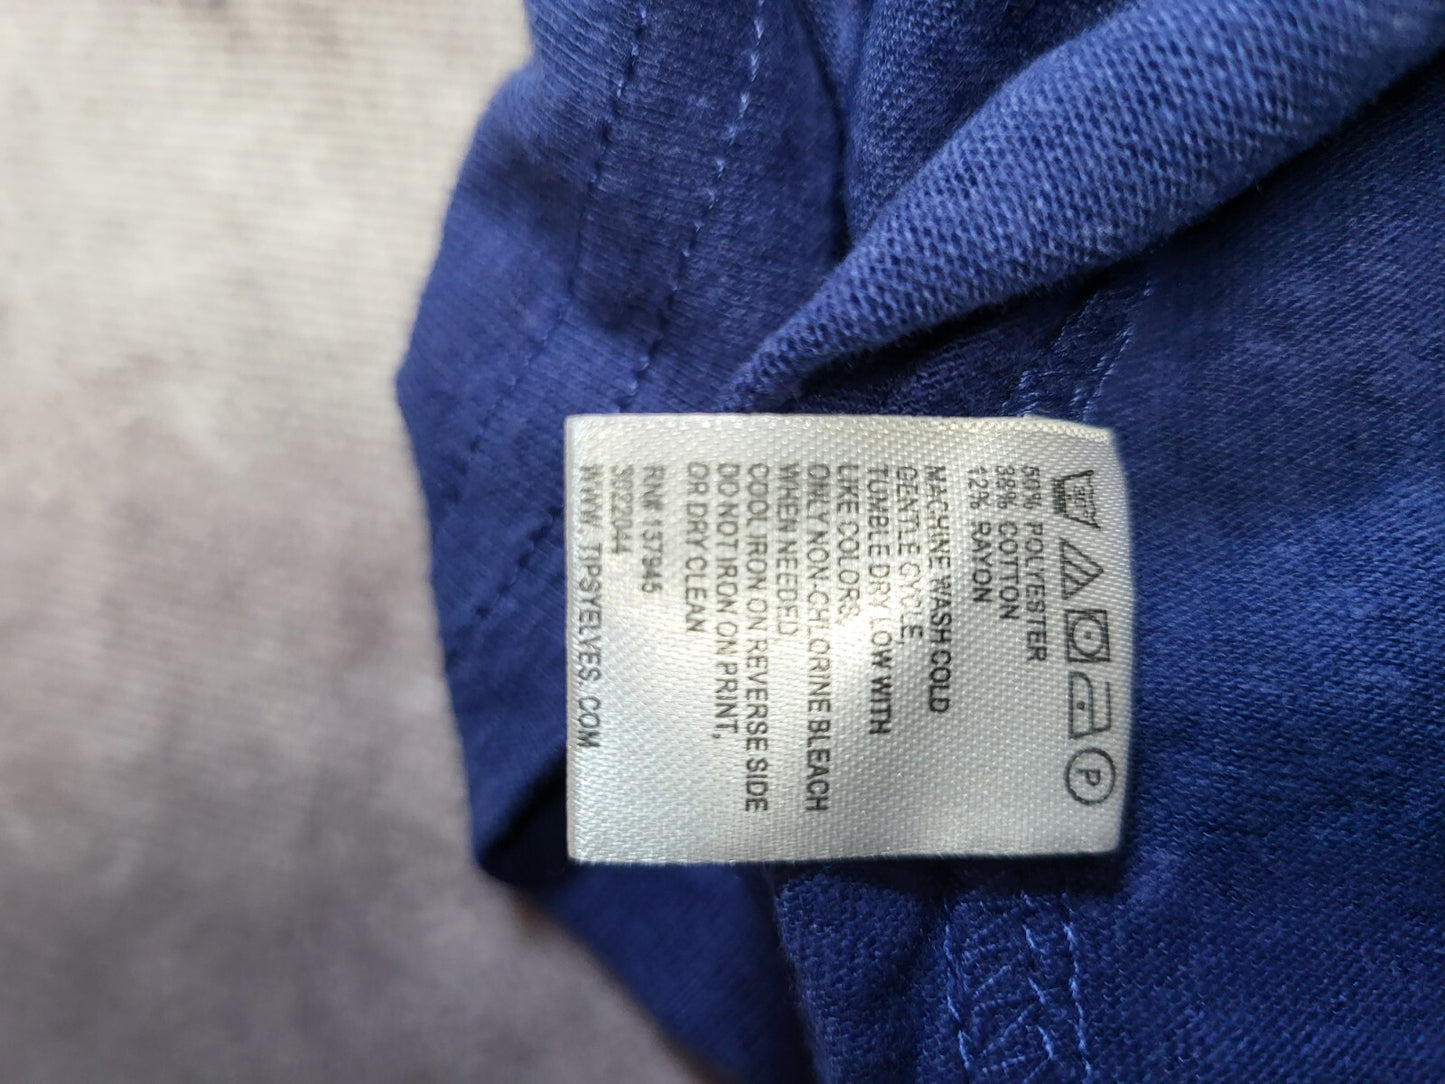 30°
P
50% POLYESTER
38% COTTON
12% RAYON
MACHINE WASH COLD
GENTLE CYCLE,
TUMBLE DRY LOW WITH
LIKE COLORS
ONLY NON-CHLORINE BLEACH
WHEN NEEDED
COOL IRON ON REVERSE SIDE
DO NOT IRON ON PRINT,
OR DRY CLEAN
RN# 137945
3022044
WWW.TIPSYELVES.COM